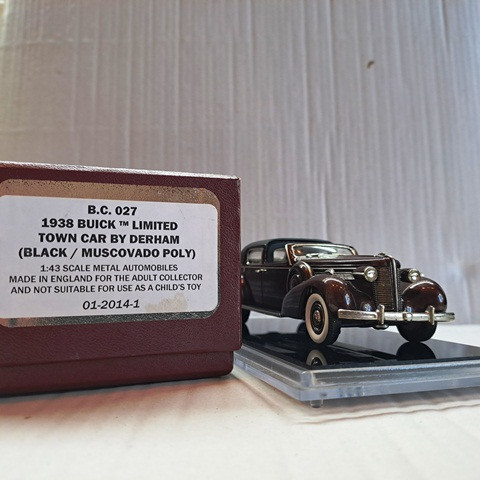 B.C. 027
1938 BUICK ™ LIMITED
TOWN CAR BY DERHAM
(BLACK / MUSCOVADO POLY)
1:43 SCALE METAL AUTOMOBILES
MADE IN ENGLAND FOR THE ADULT COLLECTOR
AND NOT SUITABLE FOR USE AS A CHILD'S TOY
01-2014-1